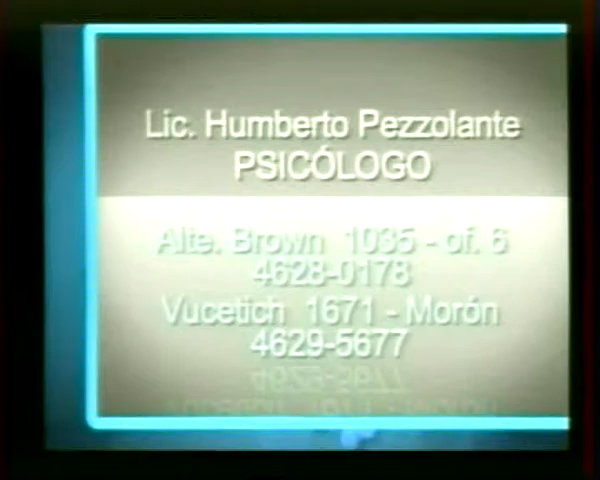 Lic. Humberto Pezzolante
PSICÓLOGO
Alte. Brown 1035 - of. 6
4628-0178
Vucetich 1671 - Morón
4629-5677